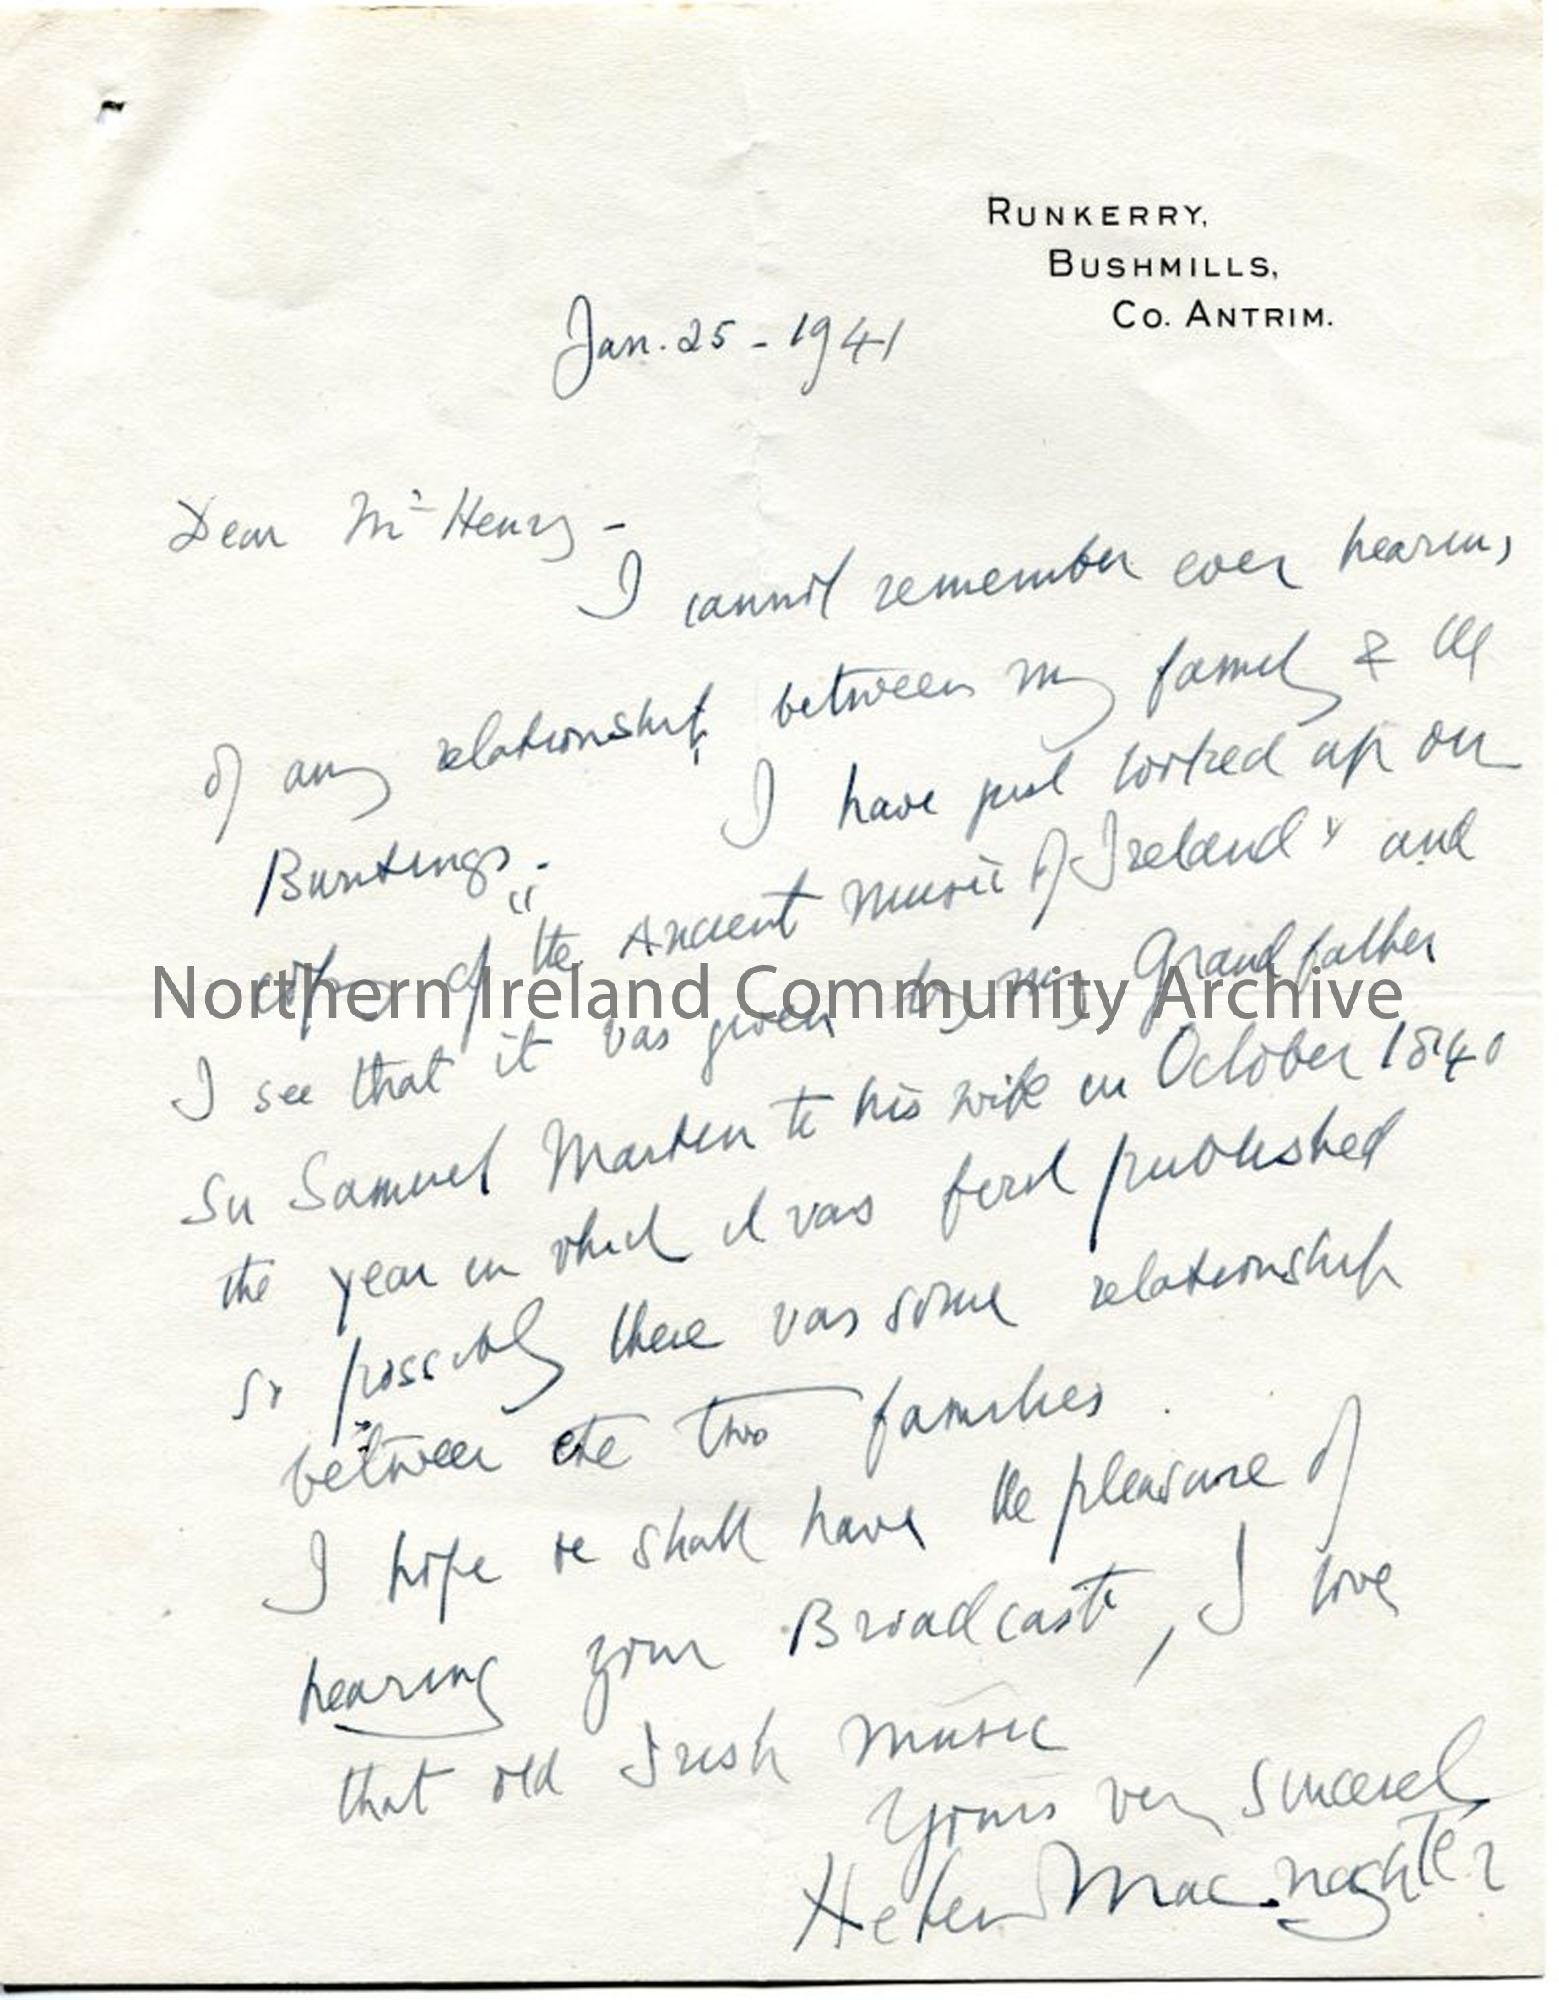 RUNKERRY,
BUSHMILLS,
CO. ANTRIM.
Jan. 25 - 1941
Dear Mr Henry -
I cannot remember ever hearing
of any relationship between my family & the
Buntings. I have just looked up our
copy of "the Ancient Music of Ireland" and
Northern Ireland Community Archive
I see that it was given by my Grandfather
Sir Samuel Martin to his wife in October 1840
the year in which it was first published
so possibly there was some relationship
between the two families.
I hope we shall have the pleasure of
hearing your Broadcast, I love
that old Irish music
Yours very sincerely
Helen Macnaghten